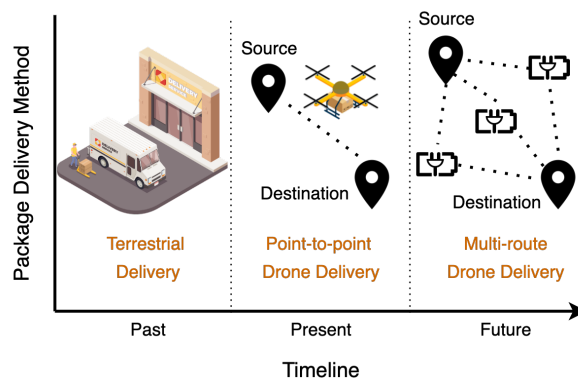 Package Delivery Method
DELIVERY
Source
Destination
Source
Destination
Terrestrial
Delivery
Point-to-point
Drone Delivery
Multi-route
Drone Delivery
Past
Present
Future
Timeline